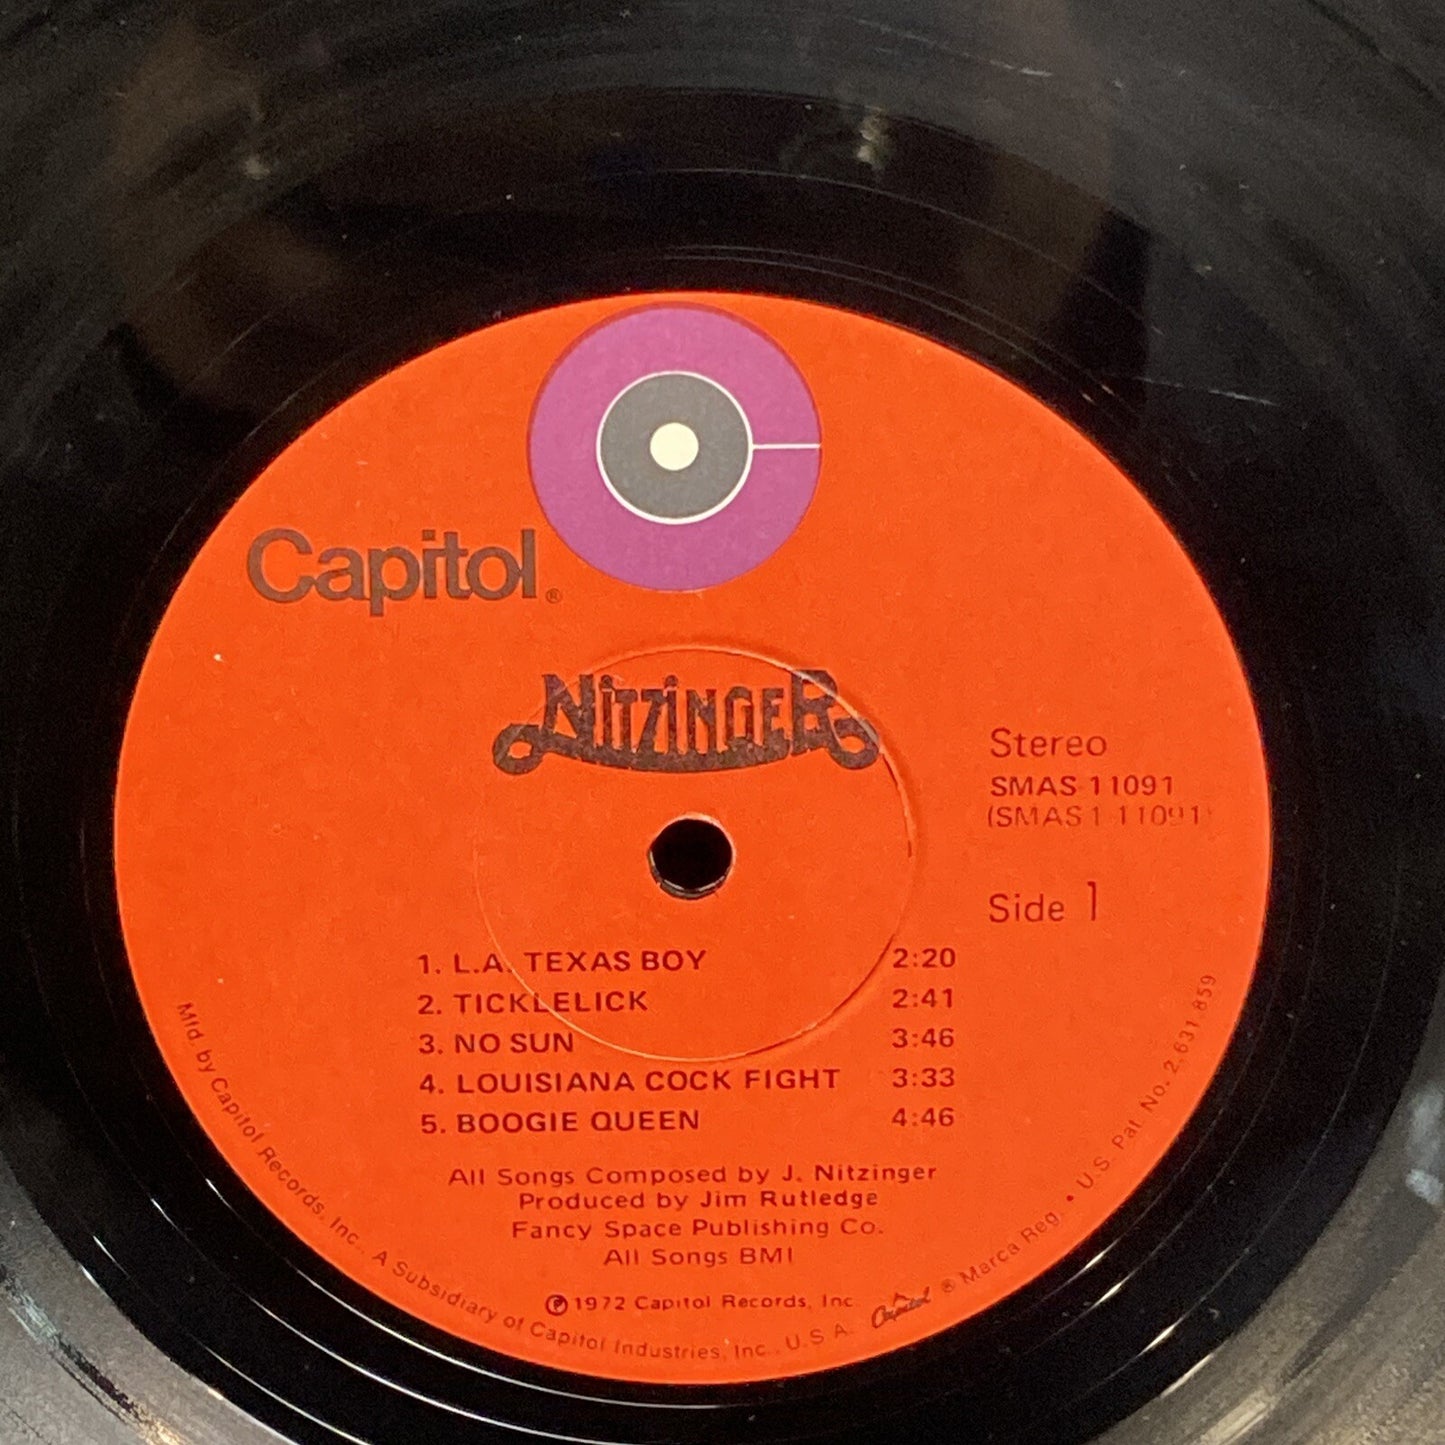 Capitol®
NiTZiNGER
Stereo
SMAS 11091
(SMAS 1 11091)
Side 1
1. L.A. TEXAS BOY 2:20
2. TICKLELICK 2:41
3. NO SUN 3:46
4. LOUISIANA COCK FIGHT 3:33
5. BOOGIE QUEEN 4:46
All Songs Composed by J. Nitzinger
Produced by Jim Rutledge
Fancy Space Publishing Co.
All Songs BMI
℗1972 Capitol Records, Inc.
Mfd. by Capitol Records, Inc., A Subsidiary of Capitol Industries, Inc., U.S.A. Capitol ® Marca Reg. • U.S. Pat. No. 2,631,859